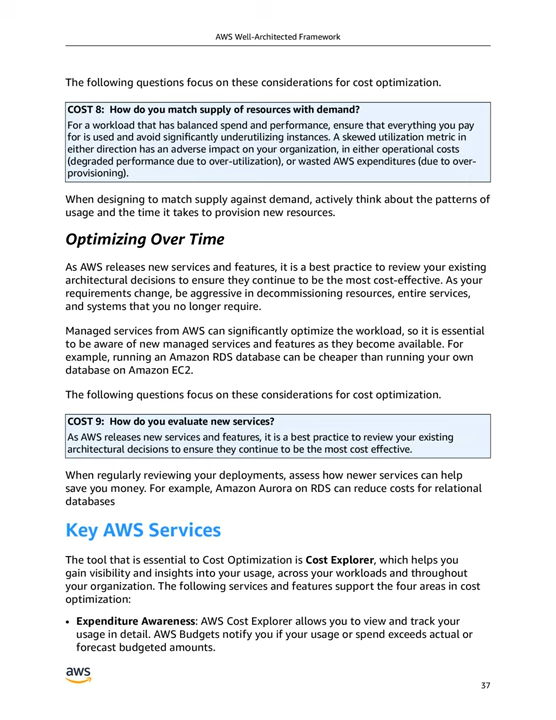 AWS Well-Architected Framework
The following questions focus on these considerations for cost optimization.
COST 8: How do you match supply of resources with demand?
For a workload that has balanced spend and performance, ensure that everything you pay
for is used and avoid significantly underutilizing instances. A skewed utilization metric in
either direction has an adverse impact on your organization, in either operational costs
(degraded performance due to over-utilization), or wasted AWS expenditures (due to over-
provisioning).
When designing to match supply against demand, actively think about the patterns of
usage and the time it takes to provision new resources.
Optimizing Over Time
As AWS releases new services and features, it is a best practice to review your existing
architectural decisions to ensure they continue to be the most cost-effective. As your
requirements change, be aggressive in decommissioning resources, entire services,
and systems that you no longer require.
Managed services from AWS can significantly optimize the workload, so it is essential
to be aware of new managed services and features as they become available. For
example, running an Amazon RDS database can be cheaper than running your own
database on Amazon EC2.
The following questions focus on these considerations for cost optimization.
COST 9: How do you evaluate new services?
As AWS releases new services and features, it is a best practice to review your existing
architectural decisions to ensure they continue to be the most cost effective.
When regularly reviewing your deployments, assess how newer services can help
save you money. For example, Amazon Aurora on RDS can reduce costs for relational
databases
Key AWS Services
The tool that is essential to Cost Optimization is Cost Explorer, which helps you
gain visibility and insights into your usage, across your workloads and throughout
your organization. The following services and features support the four areas in cost
optimization:
• Expenditure Awareness: AWS Cost Explorer allows you to view and track your
usage in detail. AWS Budgets notify you if your usage or spend exceeds actual or
forecast budgeted amounts.
aws
37